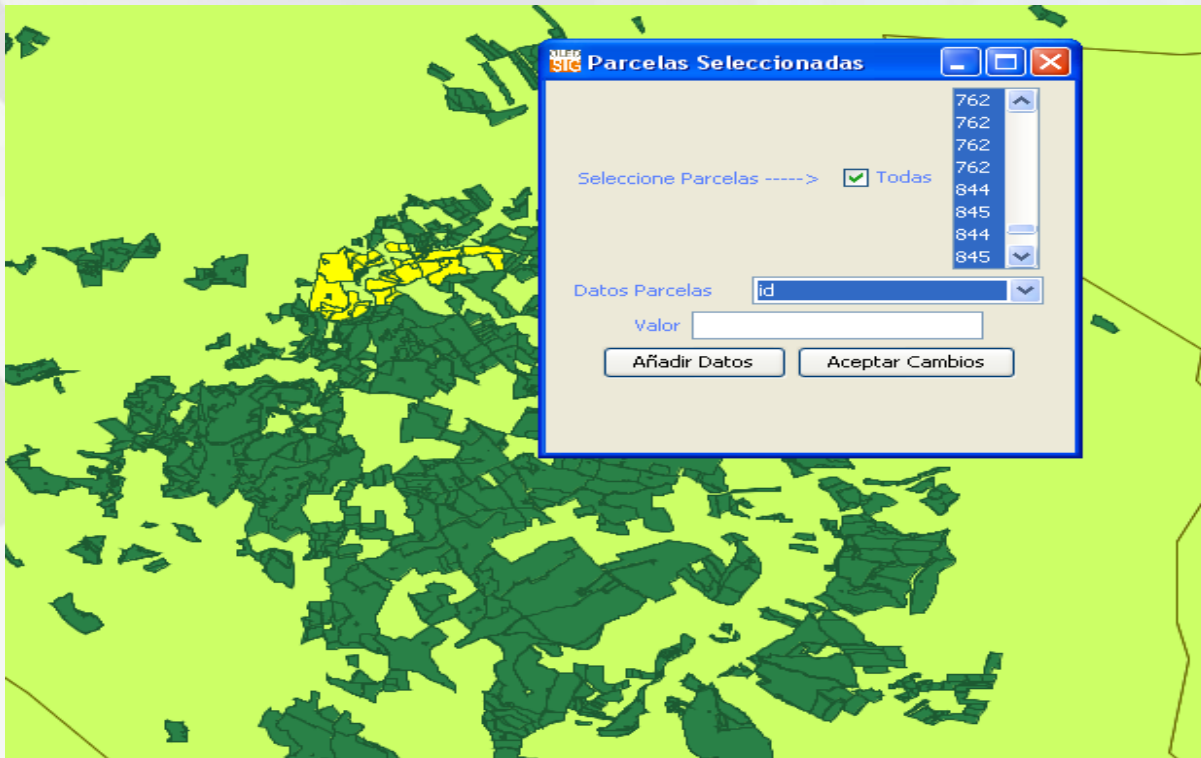 SIG Parcelas Seleccionadas
762
762
762
762
Seleccione Parcelas -----> Todas
844
845
844
845
Datos Parcelas id
Valor
Añadir Datos Aceptar Cambios